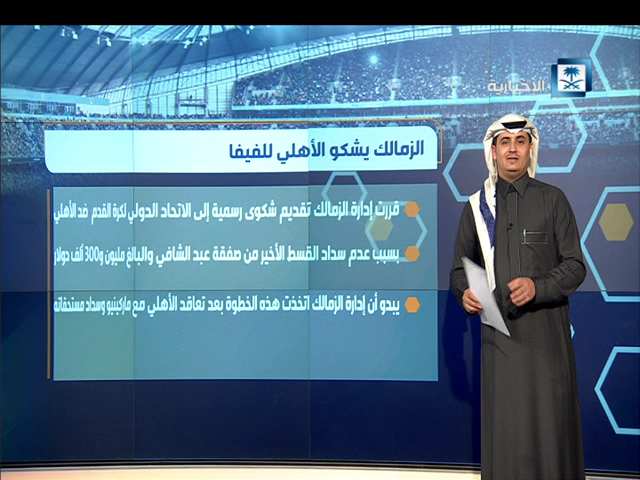 الإخبارية
الزمالك يشكو الأهلي للفيفا
قررت إدارة الزمالك تقديم شكوى رسمية إلى الاتحاد الدولي لكرة القدم ضد الأهلي
بسبب عدم سداد القسط الأخير من صفقة عبد الشافي والبالغ مليون و300 ألف دولار
يبدو أن إدارة الزمالك اتخذت هذه الخطوة بعد تعاقد الأهلي مع ماركينيو وسداد مستحقاته